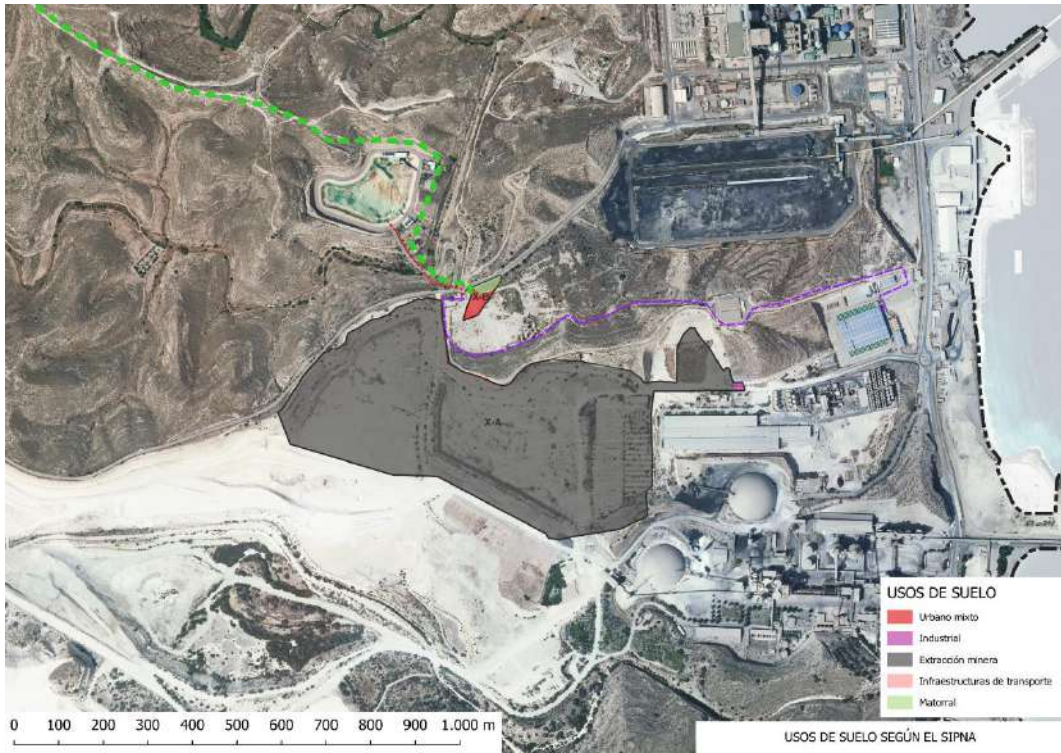 X-B
X-A
USOS DE SUELO
Urbano mixto
Industrial
Extracción minera
Infraestructuras de transporte
Matorral
0 100 200 300 400 500 600 700 800 900 1.000 m
USOS DE SUELO SEGÚN EL SIPNA